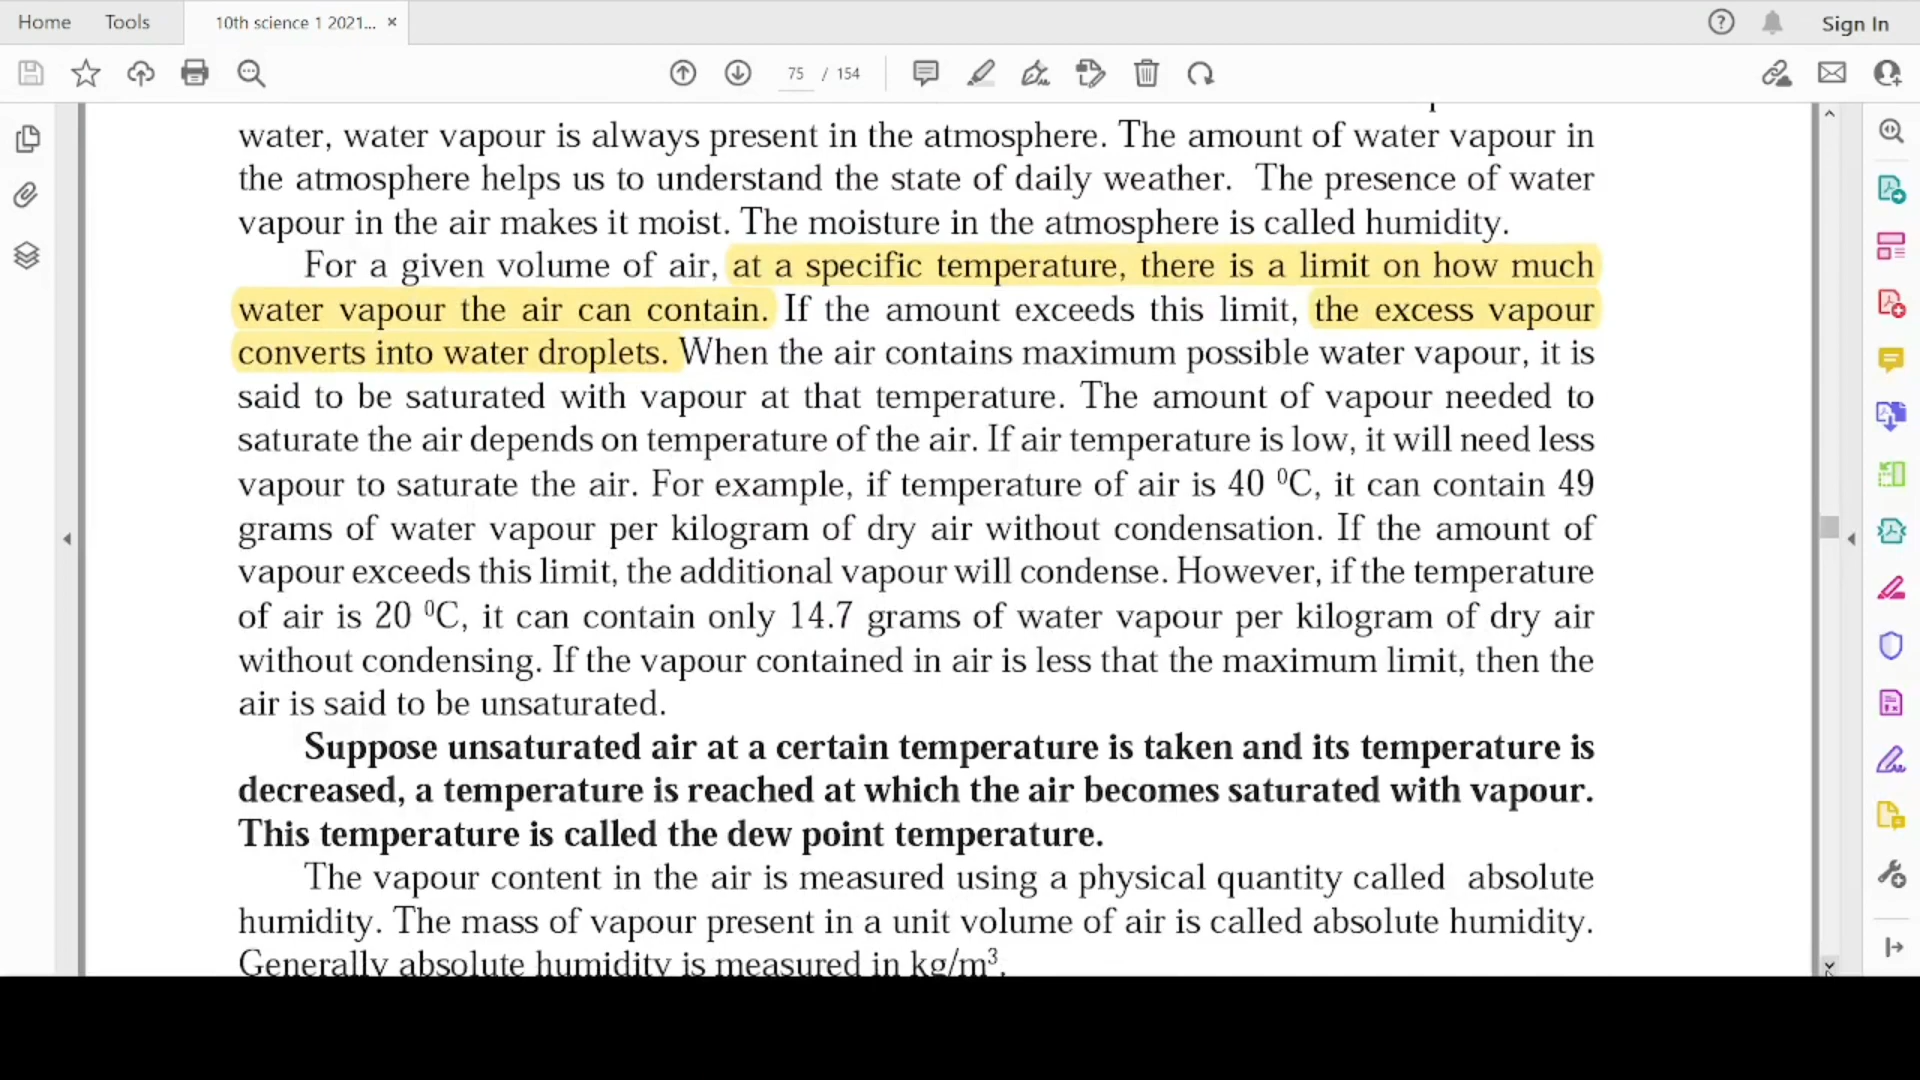 Home Tools 10th science 1 2021... × Sign In
75 / 154
water, water vapour is always present in the atmosphere. The amount of water vapour in
the atmosphere helps us to understand the state of daily weather. The presence of water
vapour in the air makes it moist. The moisture in the atmosphere is called humidity.
For a given volume of air, at a specific temperature, there is a limit on how much
water vapour the air can contain. If the amount exceeds this limit, the excess vapour
converts into water droplets. When the air contains maximum possible water vapour, it is
said to be saturated with vapour at that temperature. The amount of vapour needed to
saturate the air depends on temperature of the air. If air temperature is low, it will need less
vapour to saturate the air. For example, if temperature of air is 40 ⁰C, it can contain 49
grams of water vapour per kilogram of dry air without condensation. If the amount of
vapour exceeds this limit, the additional vapour will condense. However, if the temperature
of air is 20 ⁰C, it can contain only 14.7 grams of water vapour per kilogram of dry air
without condensing. If the vapour contained in air is less that the maximum limit, then the
air is said to be unsaturated.
Suppose unsaturated air at a certain temperature is taken and its temperature is
decreased, a temperature is reached at which the air becomes saturated with vapour.
This temperature is called the dew point temperature.
The vapour content in the air is measured using a physical quantity called absolute
humidity. The mass of vapour present in a unit volume of air is called absolute humidity.
Generally absolute humidity is measured in kg/m³.